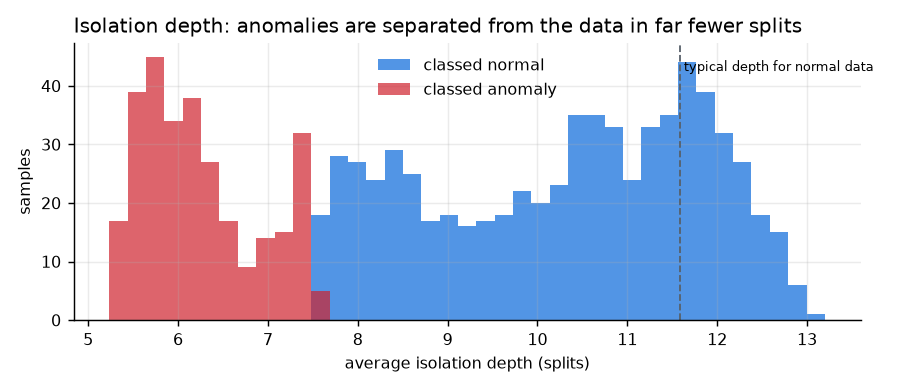 Isolation depth: anomalies are separated from the data in far fewer splits
classed normal
classed anomaly
typical depth for normal data
samples
40
30
20
10
0
5 6 7 8 9 10 11 12 13
average isolation depth (splits)